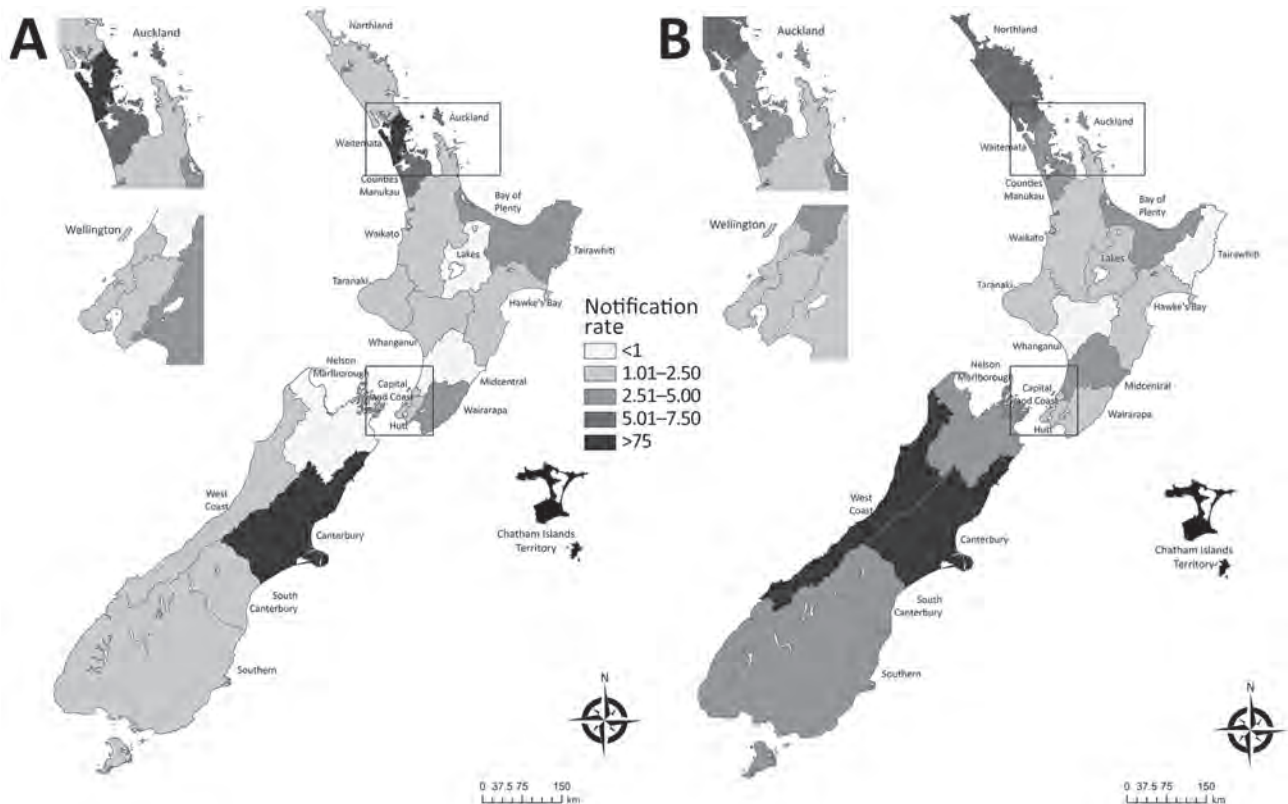 A
Auckland
Northland
Auckland
Waitemata
Counties
Manukau
Bay of
Plenty
Wellington
Waikato
Lakes
Tairawhiti
Taranaki
Hawke's Bay
Whanganui
Nelson
Marlborough
Capital
and Coast
Midcentral
Wairarapa
Hutt
West
Coast
Canterbury
Chatham Islands
Territory
South
Canterbury
Southern
N
0 37.5 75 150
km
Notification
rate
<1
1.01–2.50
2.51–5.00
5.01–7.50
>75
B
Auckland
Northland
Auckland
Waitemata
Counties
Manukau
Bay of
Plenty
Wellington
Waikato
Lakes
Tairawhiti
Taranaki
Hawke's Bay
Whanganui
Nelson
Marlborough
Capital
and Coast
Midcentral
Wairarapa
Hutt
West
Coast
Canterbury
Chatham Islands
Territory
South
Canterbury
Southern
N
0 37.5 75 150
km